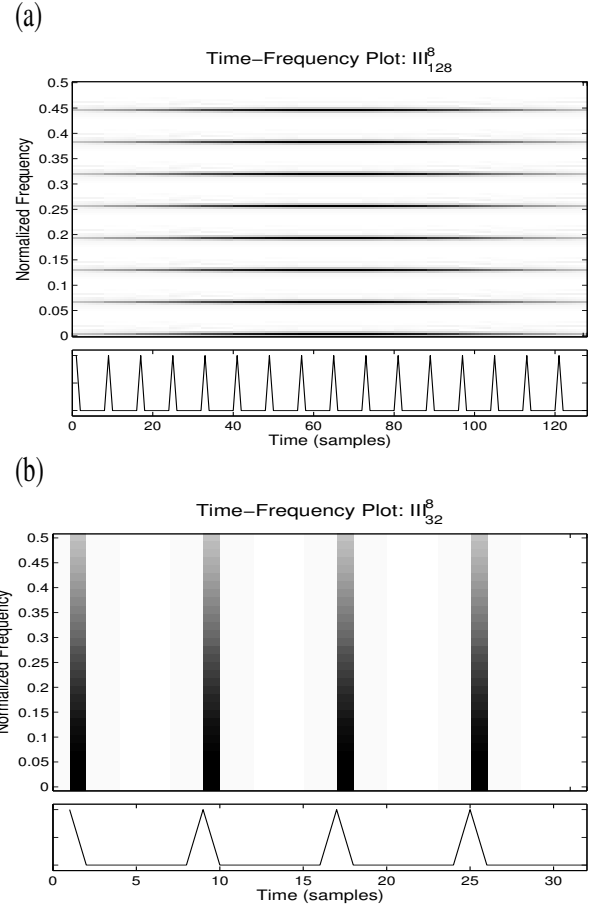 (a)
Time-Frequency Plot: III⁸₁₂₈
0.5
0.45
0.4
0.35
0.3
0.25
0.2
0.15
0.1
0.05
0
Normalized Frequency
0 20 40 60 80 100 120
Time (samples)
(b)
Time-Frequency Plot: III⁸₃₂
0.5
0.45
0.4
0.35
0.3
0.25
0.2
0.15
0.1
0.05
0
Normalized Frequency
0 5 10 15 20 25 30
Time (samples)